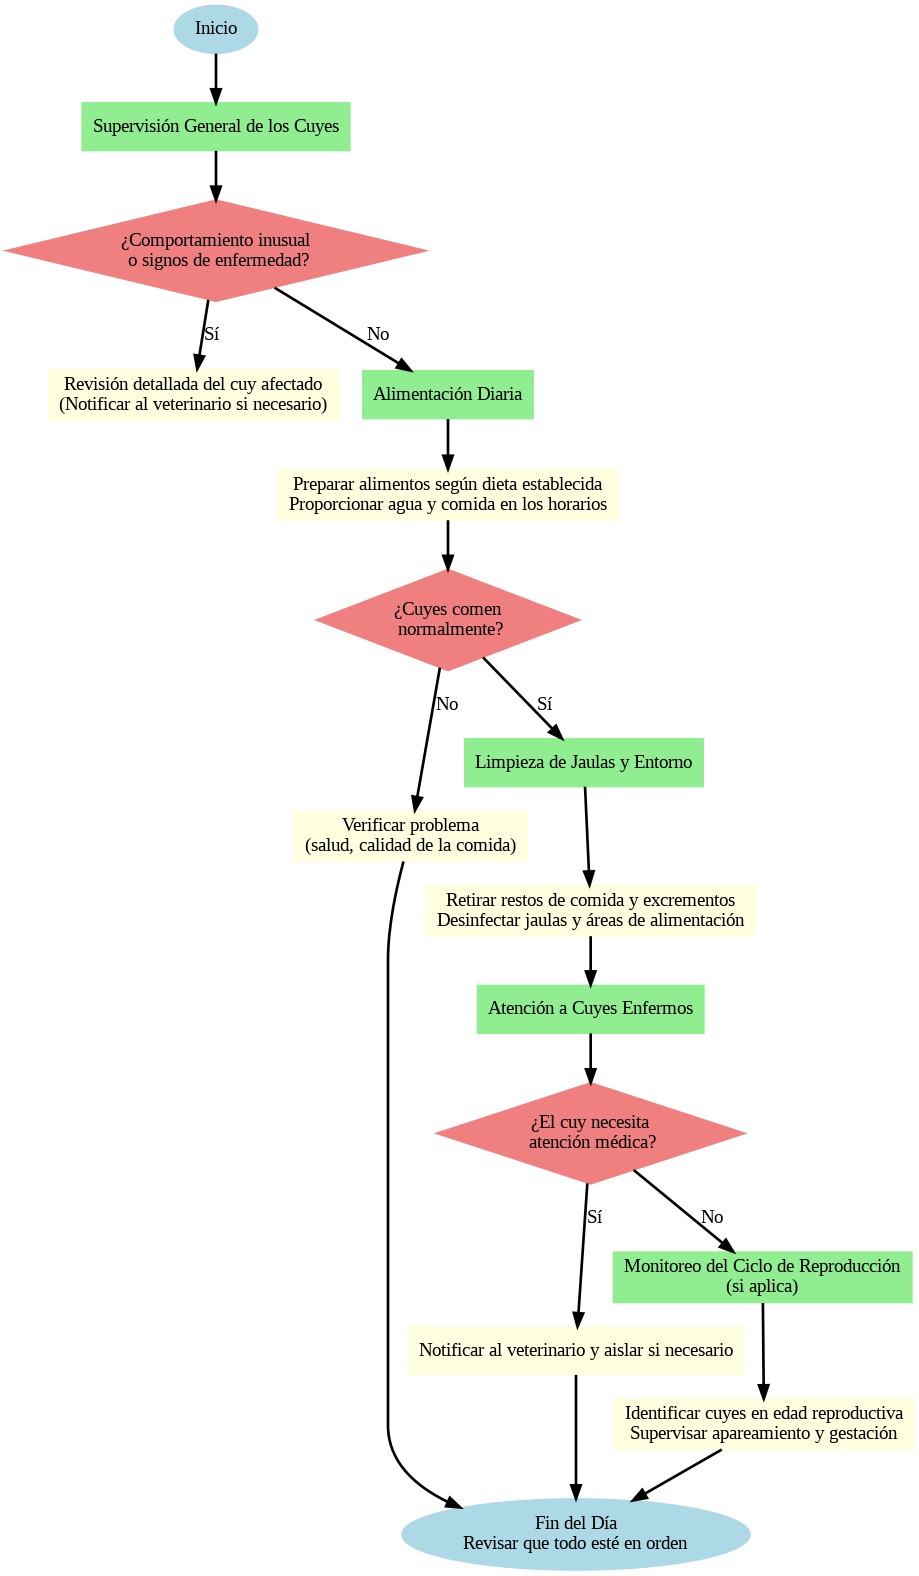 Inicio
Supervisión General de los Cuyes
¿Comportamiento inusual
o signos de enfermedad?
Sí
No
Revisión detallada del cuy afectado
(Notificar al veterinario si necesario)
Alimentación Diaria
Preparar alimentos según dieta establecida
Proporcionar agua y comida en los horarios
¿Cuyes comen
normalmente?
No
Sí
Limpieza de Jaulas y Entorno
Verificar problema
(salud, calidad de la comida)
Retirar restos de comida y excrementos
Desinfectar jaulas y áreas de alimentación
Atención a Cuyes Enfermos
¿El cuy necesita
atención médica?
Sí
No
Monitoreo del Ciclo de Reproducción
(si aplica)
Notificar al veterinario y aislar si necesario
Identificar cuyes en edad reproductiva
Supervisar apareamiento y gestación
Fin del Día
Revisar que todo esté en orden